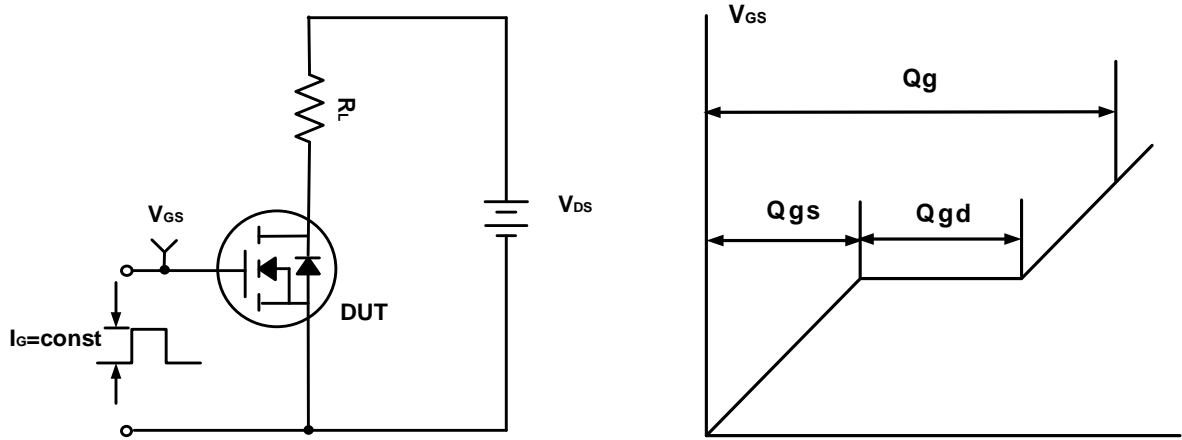 RL
VDS
VGS
DUT
IG=const
VGS
Qg
Qgs
Qgd